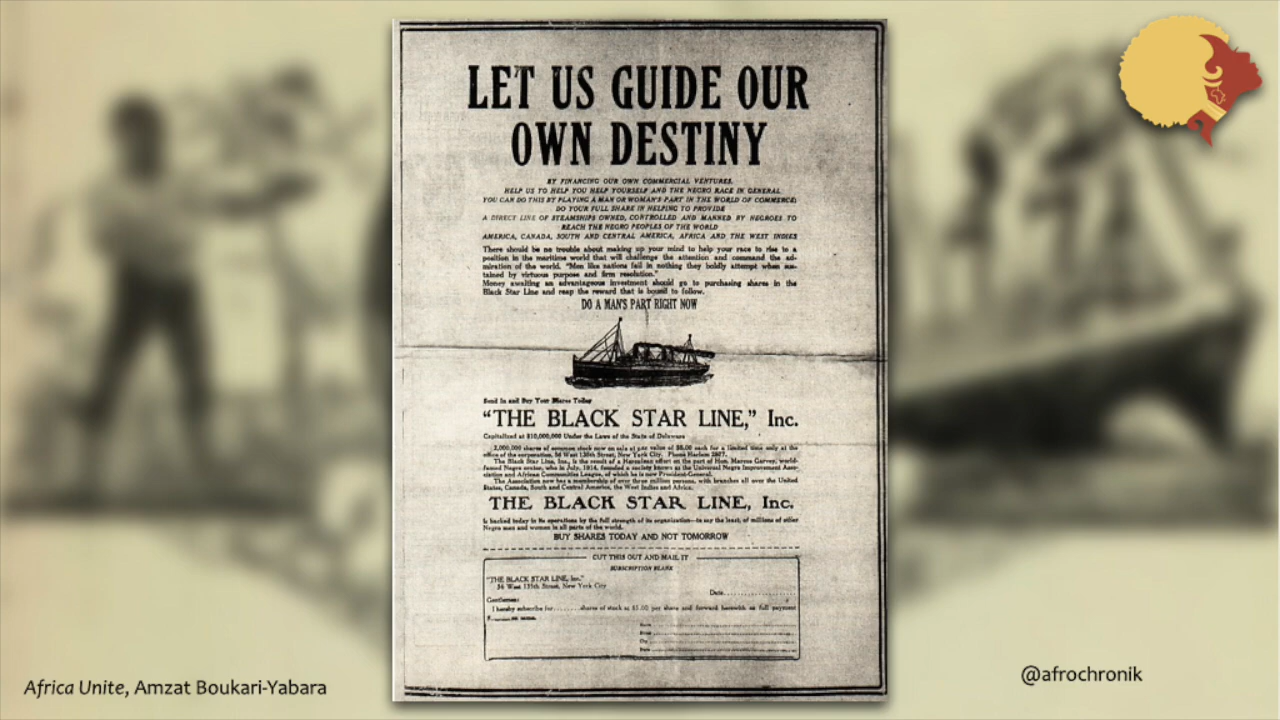 LET US GUIDE OUR
OWN DESTINY
BY FINANCING OUR OWN COMMERCIAL VENTURES.
HELP US TO HELP YOU HELP YOURSELF AND THE NEGRO RACE IN GENERAL
YOU CAN DO THIS BY PLAYING A MAN OR WOMAN'S PART IN THE WORLD OF COMMERCE;
DO YOUR FULL SHARE IN HELPING TO PROVIDE
A DIRECT LINE OF STEAMSHIPS OWNED, CONTROLLED AND MANNED BY NEGROES TO
REACH THE NEGRO PEOPLES OF THE WORLD
AMERICA, CANADA, SOUTH AND CENTRAL AMERICA, AFRICA AND THE WEST INDIES
There should be no trouble about making up your mind to help your race to rise to a
position in the maritime world that will challenge the attention and command the ad-
miration of the world. "Men like nations fail in nothing they boldly attempt when sus-
tained by virtuous purpose and firm resolution."
Money awaiting an advantageous investment should go to purchasing shares in the
Black Star Line and reap the reward that is bound to follow.
DO A MAN'S PART RIGHT NOW
Send In and Buy Your Shares Today
"THE BLACK STAR LINE," Inc.
Capitalized at $10,000,000 Under the Laws of the State of Delaware
2,000,000 shares of common stock now on sale at par value of $5.00 each for a limited time only at the
office of the corporation, 56 West 135th Street, New York City. Phone Harlem 2877.
The Black Star Line, Inc., is the result of a Herculean effort on the part of Hon. Marcus Garvey, world-
famed Negro orator, who in July, 1914, founded a society known as the Universal Negro Improvement Asso-
ciation and African Communities League, of which he is now President-General.
The Association now has a membership of over three million persons, with branches all over the United
States, Canada, South and Central America, the West Indies and Africa.
THE BLACK STAR LINE, Inc.
is backed today in its operations by the full strength of its organization—to say the least, of millions of other
Negro men and women in all parts of the world.
BUY SHARES TODAY AND NOT TOMORROW
CUT THIS OUT AND MAIL IT
SUBSCRIPTION BLANK
"THE BLACK STAR LINE, Inc."
56 West 135th Street, New York City
Date
Gentlemen:
I hereby subscribe for........shares of stock at $5.00 per share and forward herewith as full payment
Name
Street
City
State
Africa Unite, Amzat Boukari-Yabara
@afrochronik